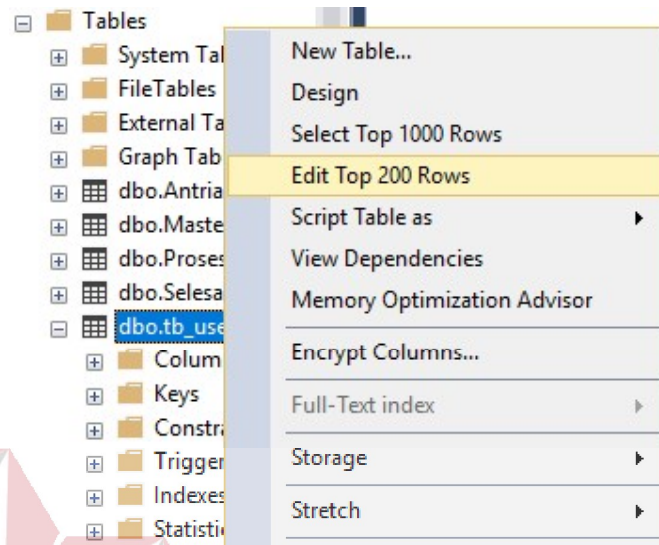 Tables
System Tal
FileTables
External Ta
Graph Tab
dbo.Antria
dbo.Maste
dbo.Proses
dbo.Selesa
dbo.tb_use
Colum
Keys
Constra
Trigger
Indexes
Statisti
New Table...
Design
Select Top 1000 Rows
Edit Top 200 Rows
Script Table as
View Dependencies
Memory Optimization Advisor
Encrypt Columns...
Full-Text index
Storage
Stretch